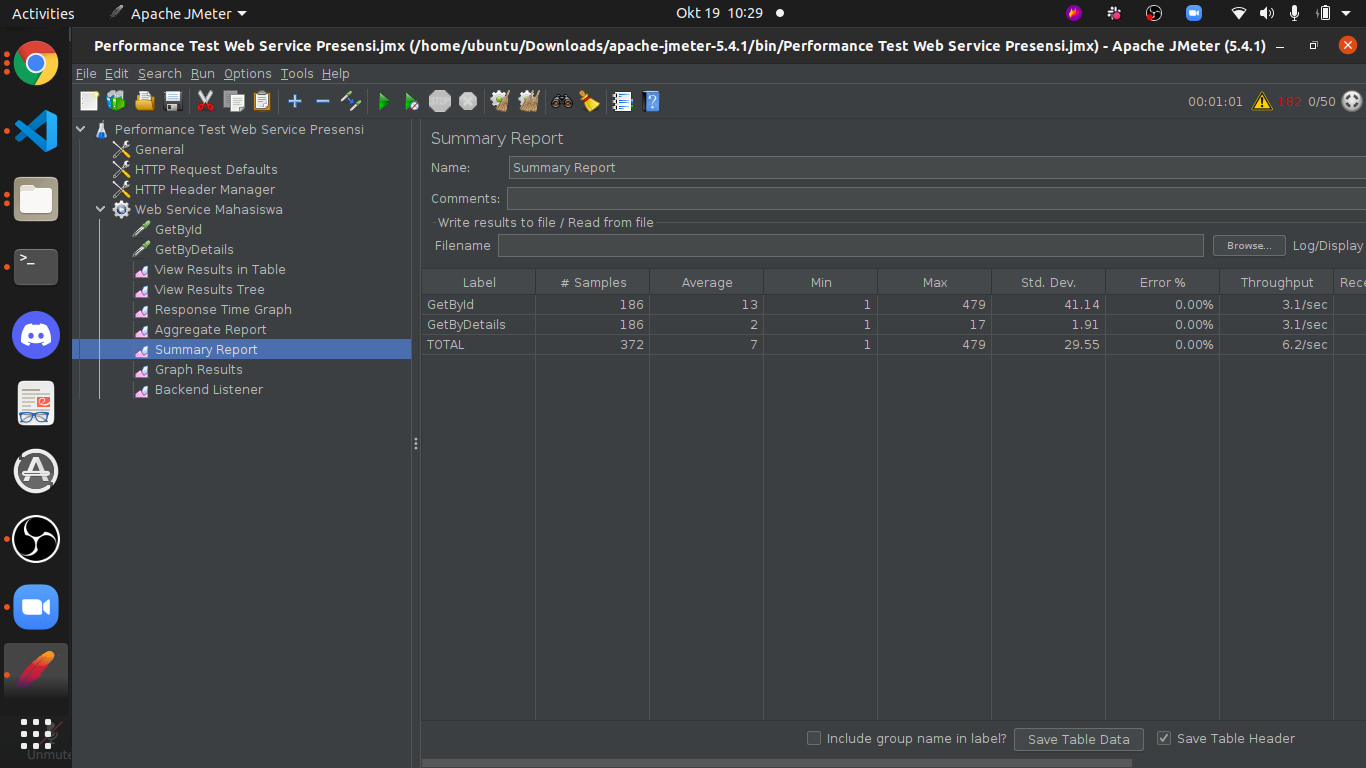 Activities Apache JMeter Okt 19 10:29
Performance Test Web Service Presensi.jmx (/home/ubuntu/Downloads/apache-jmeter-5.4.1/bin/Performance Test Web Service Presensi.jmx) - Apache JMeter (5.4.1)
File Edit Search Run Options Tools Help
00:01:01 182 0/50
Performance Test Web Service Presensi
General
HTTP Request Defaults
HTTP Header Manager
Web Service Mahasiswa
GetById
GetByDetails
View Results in Table
View Results Tree
Response Time Graph
Aggregate Report
Summary Report
Graph Results
Backend Listener
Summary Report
Name: Summary Report
Comments:
Write results to file / Read from file
Filename Browse... Log/Display
Label # Samples Average Min Max Std. Dev. Error % Throughput Rece
GetById 186 13 1 479 41.14 0.00% 3.1/sec
GetByDetails 186 2 1 17 1.91 0.00% 3.1/sec
TOTAL 372 7 1 479 29.55 0.00% 6.2/sec
Include group name in label? Save Table Data Save Table Header
Unmute